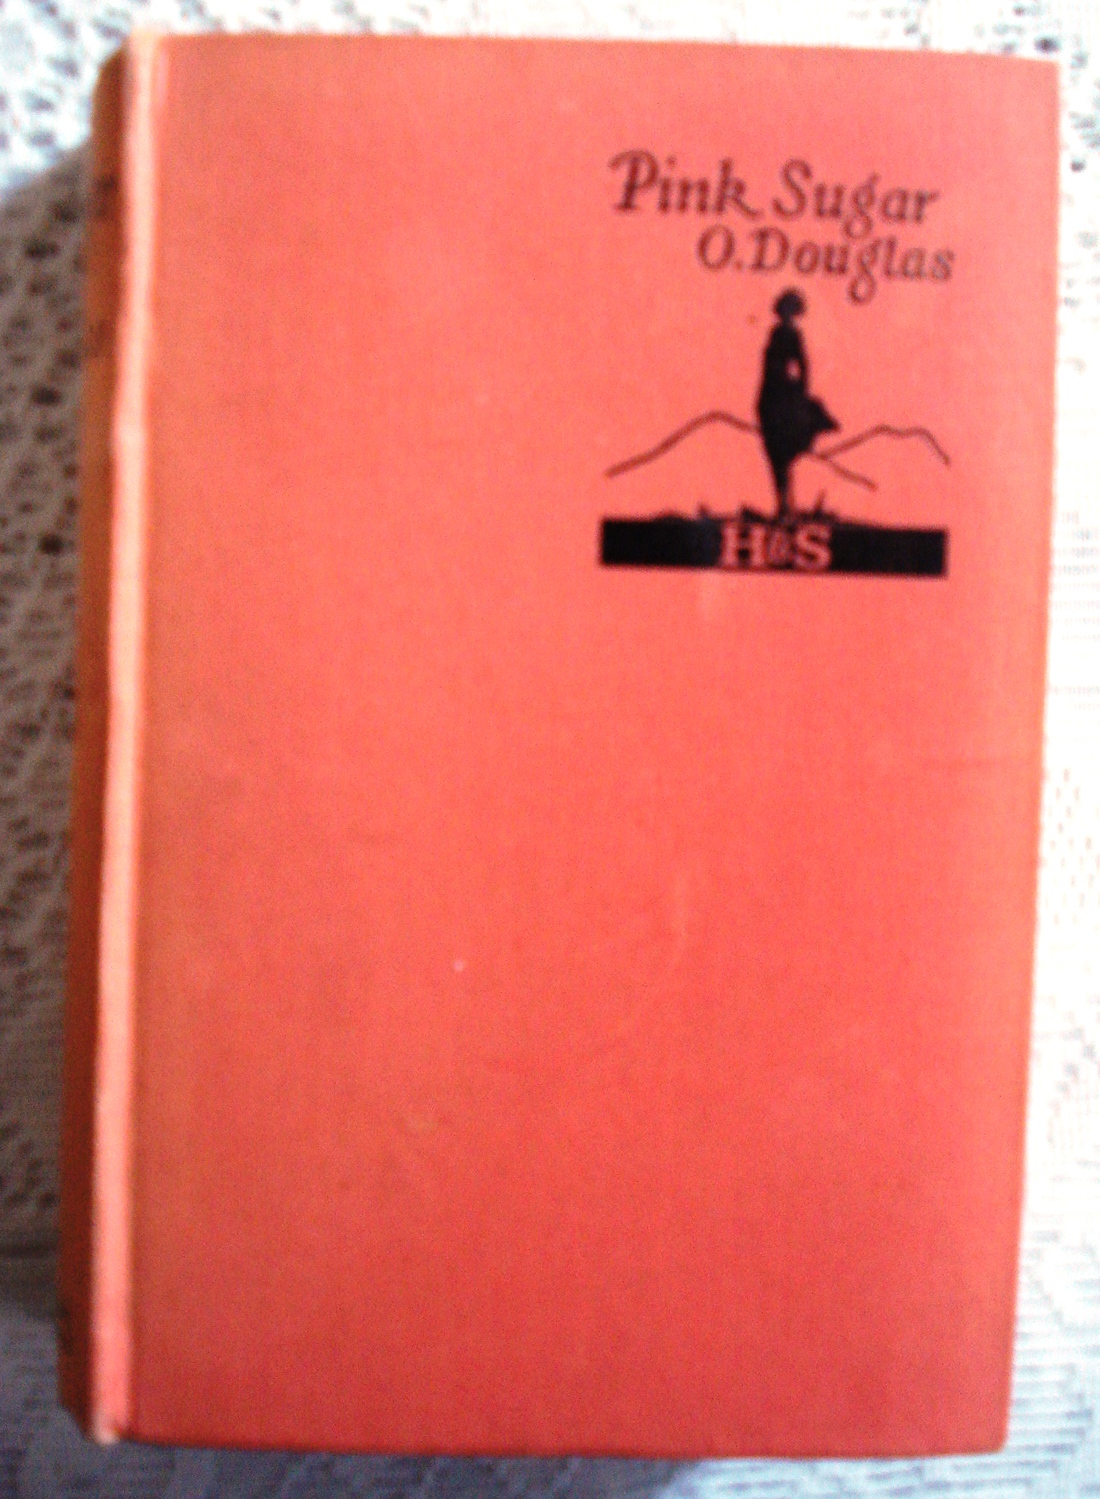 Pink Sugar
O. Douglas
H&S